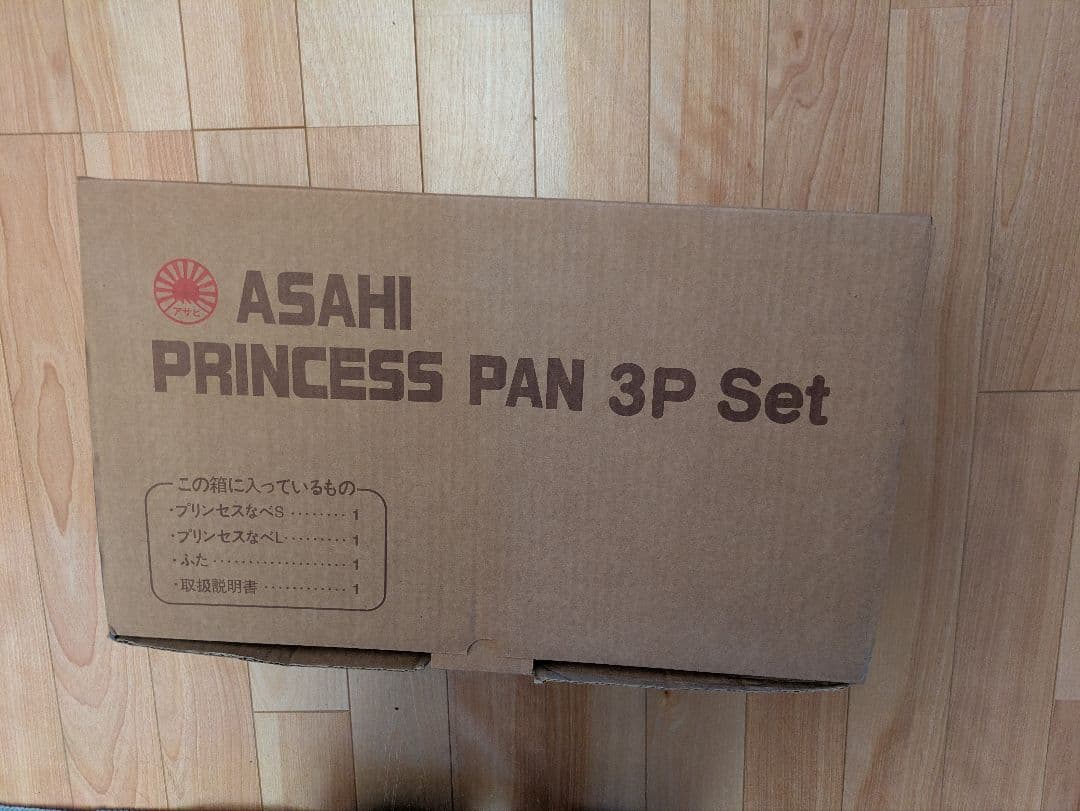 アサヒ
ASAHI
PRINCESS PAN 3P Set
この箱に入っているもの
・プリンセスなべS ········ 1
・プリンセスなべL ········· 1
・ふた ··················· 1
・取扱説明書 ············ 1